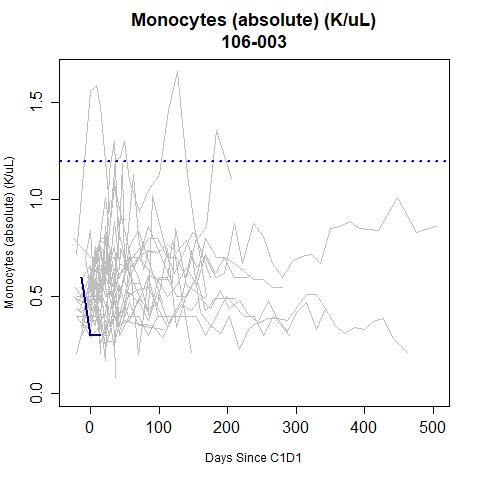 Monocytes (absolute) (K/uL)
106-003
Monocytes (absolute) (K/uL)
1.5
1.0
0.5
0.0
0 100 200 300 400 500
Days Since C1D1